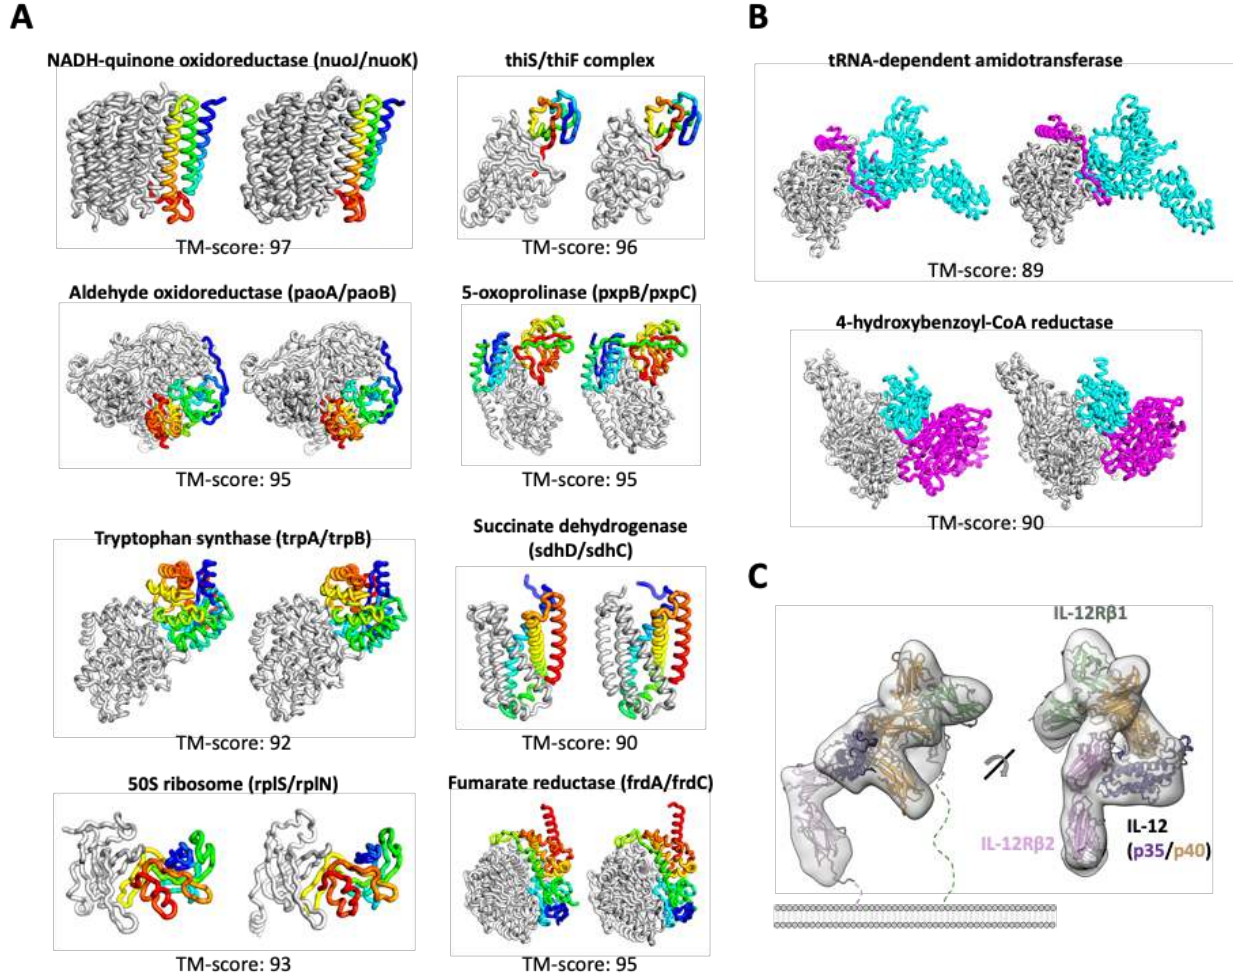 A
NADH-quinone oxidoreductase (nuoJ/nuoK)
TM-score: 97
thiS/thiF complex
TM-score: 96
Aldehyde oxidoreductase (paoA/paoB)
TM-score: 95
5-oxoprolinase (pxpB/pxpC)
TM-score: 95
Tryptophan synthase (trpA/trpB)
TM-score: 92
Succinate dehydrogenase
(sdhD/sdhC)
TM-score: 90
50S ribosome (rplS/rplN)
TM-score: 93
Fumarate reductase (frdA/frdC)
TM-score: 95
B
tRNA-dependent amidotransferase
TM-score: 89
4-hydroxybenzoyl-CoA reductase
TM-score: 90
C
IL-12Rβ1
IL-12Rβ2
IL-12
(p35/p40)